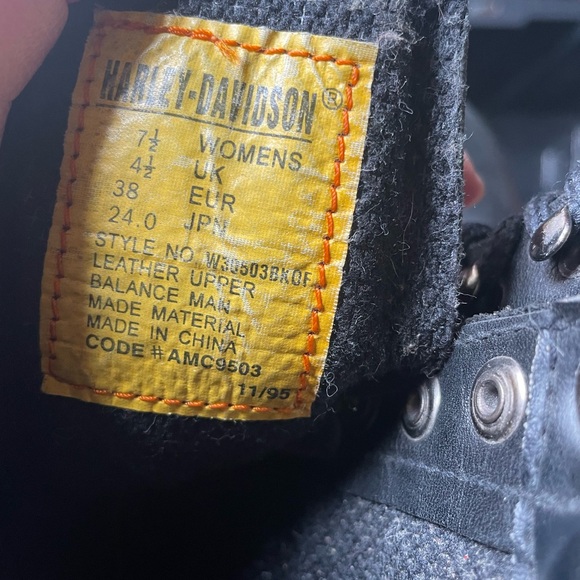 HARLEY-DAVIDSON®
7½ WOMENS
4½ UK
38 EUR
24.0 JPN
STYLE NO W30503BKOF
LEATHER UPPER
BALANCE MAN
MADE MATERIAL
MADE IN CHINA
CODE # AMC9503
11/95